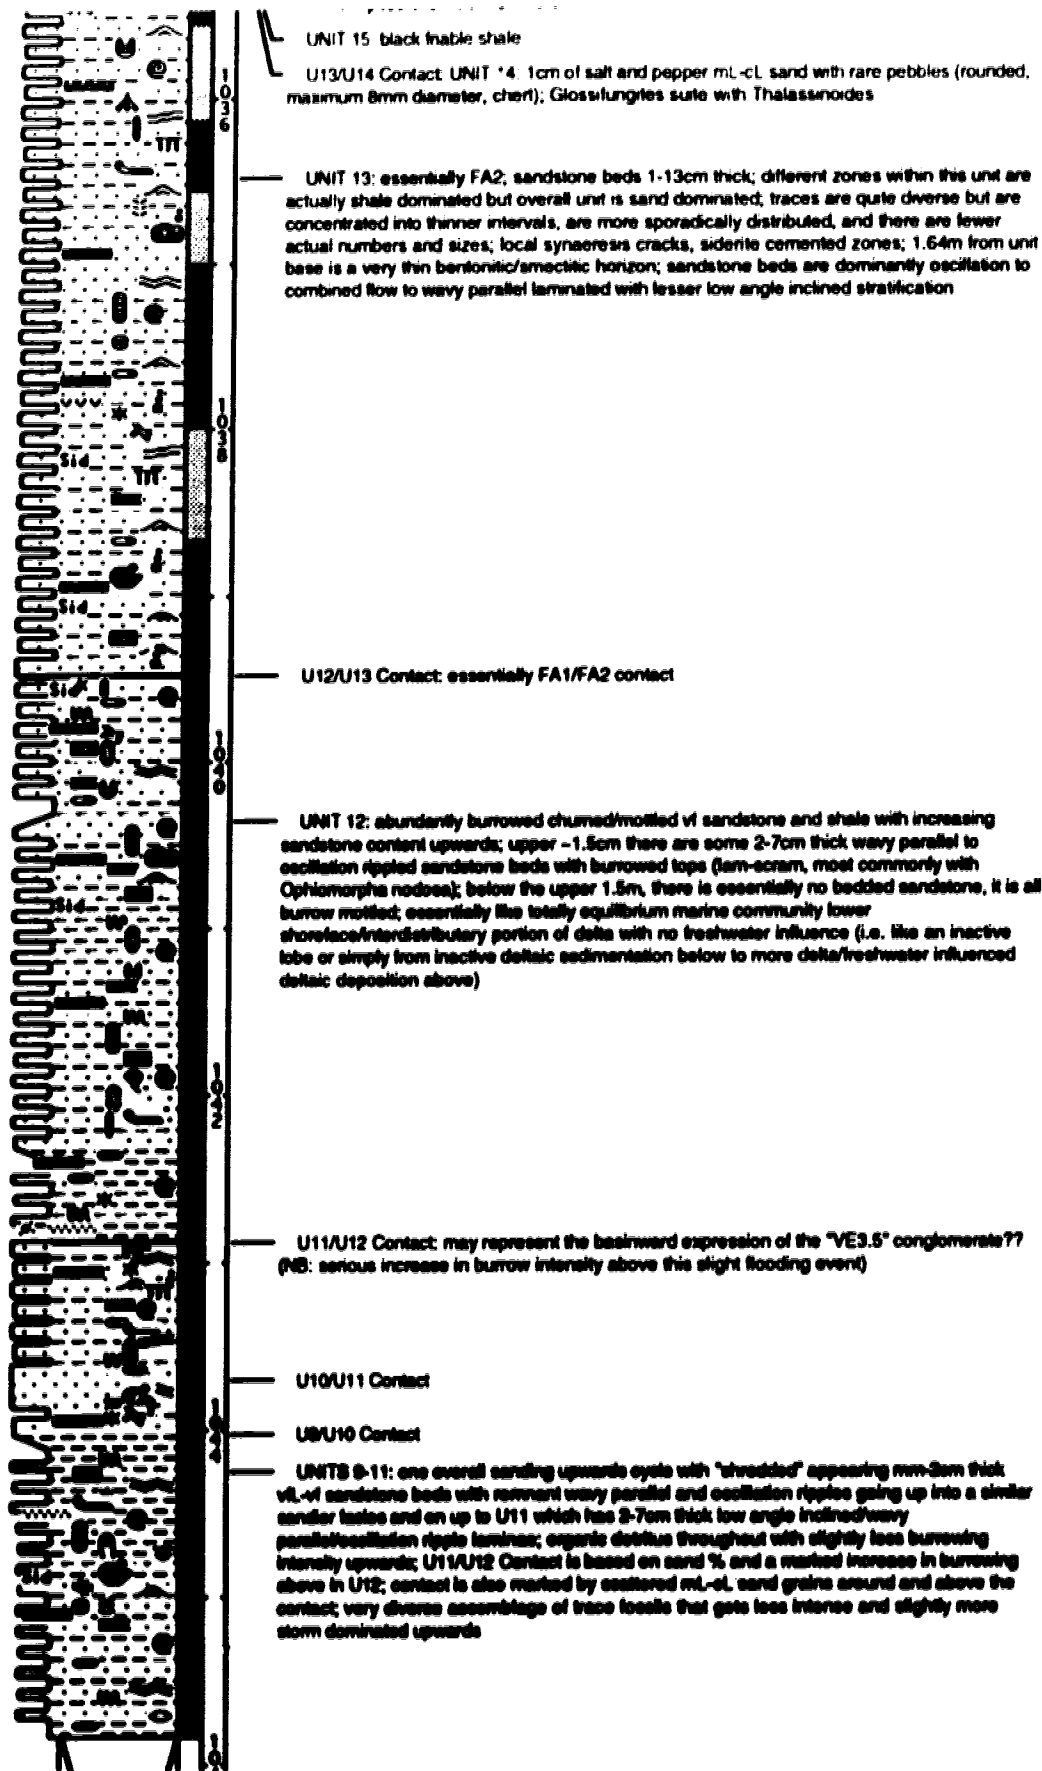 UNIT 15 black friable shale
U13/U14 Contact: UNIT 14: 1cm of salt and pepper mL-cL sand with rare pebbles (rounded,
maximum 8mm diameter, chert); Glossifungites suite with Thalassinoides
1036
UNIT 13: essentially FA2; sandstone beds 1-13cm thick; different zones within this unit are
actually shale dominated but overall unit is sand dominated; traces are quite diverse but are
concentrated into thinner intervals, are more sporadically distributed, and there are fewer
actual numbers and sizes; local synaeresis cracks, siderite cemented zones; 1.64m from unit
base is a very thin bentonitic/smectitic horizon; sandstone beds are dominantly oscillation to
combined flow to wavy parallel laminated with lesser low angle inclined stratification
1038
Sid
Sid
U12/U13 Contact: essentially FA1/FA2 contact
Sid
1040
UNIT 12: abundantly burrowed churned/mottled vf sandstone and shale with increasing
sandstone content upwards; upper ~1.5cm there are some 2-7cm thick wavy parallel to
oscillation rippled sandstone beds with burrowed tops (lam-scram, most commonly with
Ophiomorpha nodosa); below the upper 1.5m, there is essentially no bedded sandstone, it is all
burrow mottled; essentially like totally equilibrium marine community lower
shoreface/interdistributary portion of delta with no freshwater influence (i.e. like an inactive
lobe or simply from inactive deltaic sedimentation below to more delta/freshwater influenced
deltaic deposition above)
Sid
1042
U11/U12 Contact: may represent the basinward expression of the "VE3.5" conglomerate??
(NB: serious increase in burrow intensity above this slight flooding event)
U10/U11 Contact
1044
U9/U10 Contact
UNITS 9-11: one overall sanding upwards cycle with "shredded" appearing mm-2cm thick
vfL-vf sandstone beds with remnant wavy parallel and oscillation ripples going up into a similar
sandier facies and on up to U11 which has 2-7cm thick low angle inclined/wavy
parallel/oscillation ripple laminae; organic detritus throughout with slightly less burrowing
intensity upwards; U11/U12 Contact is based on sand % and a marked increase in burrowing
above in U12; contact is also marked by scattered mL-cL sand grains around and above the
contact; very diverse assemblage of trace fossils that gets less intense and slightly more
storm dominated upwards
Sid